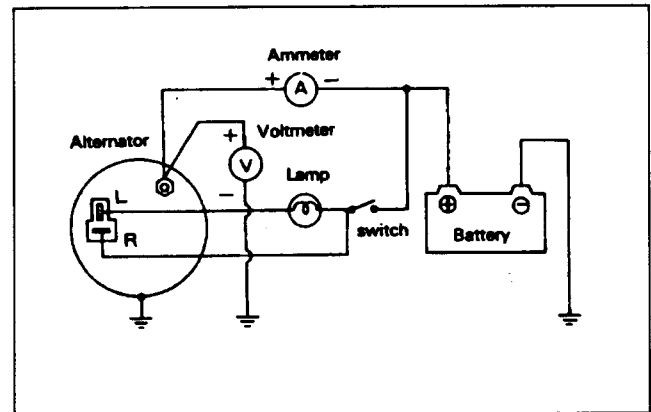 Ammeter
+ A −
Alternator
+ Voltmeter
V
−
Lamp
L
R
switch
+ −
Battery